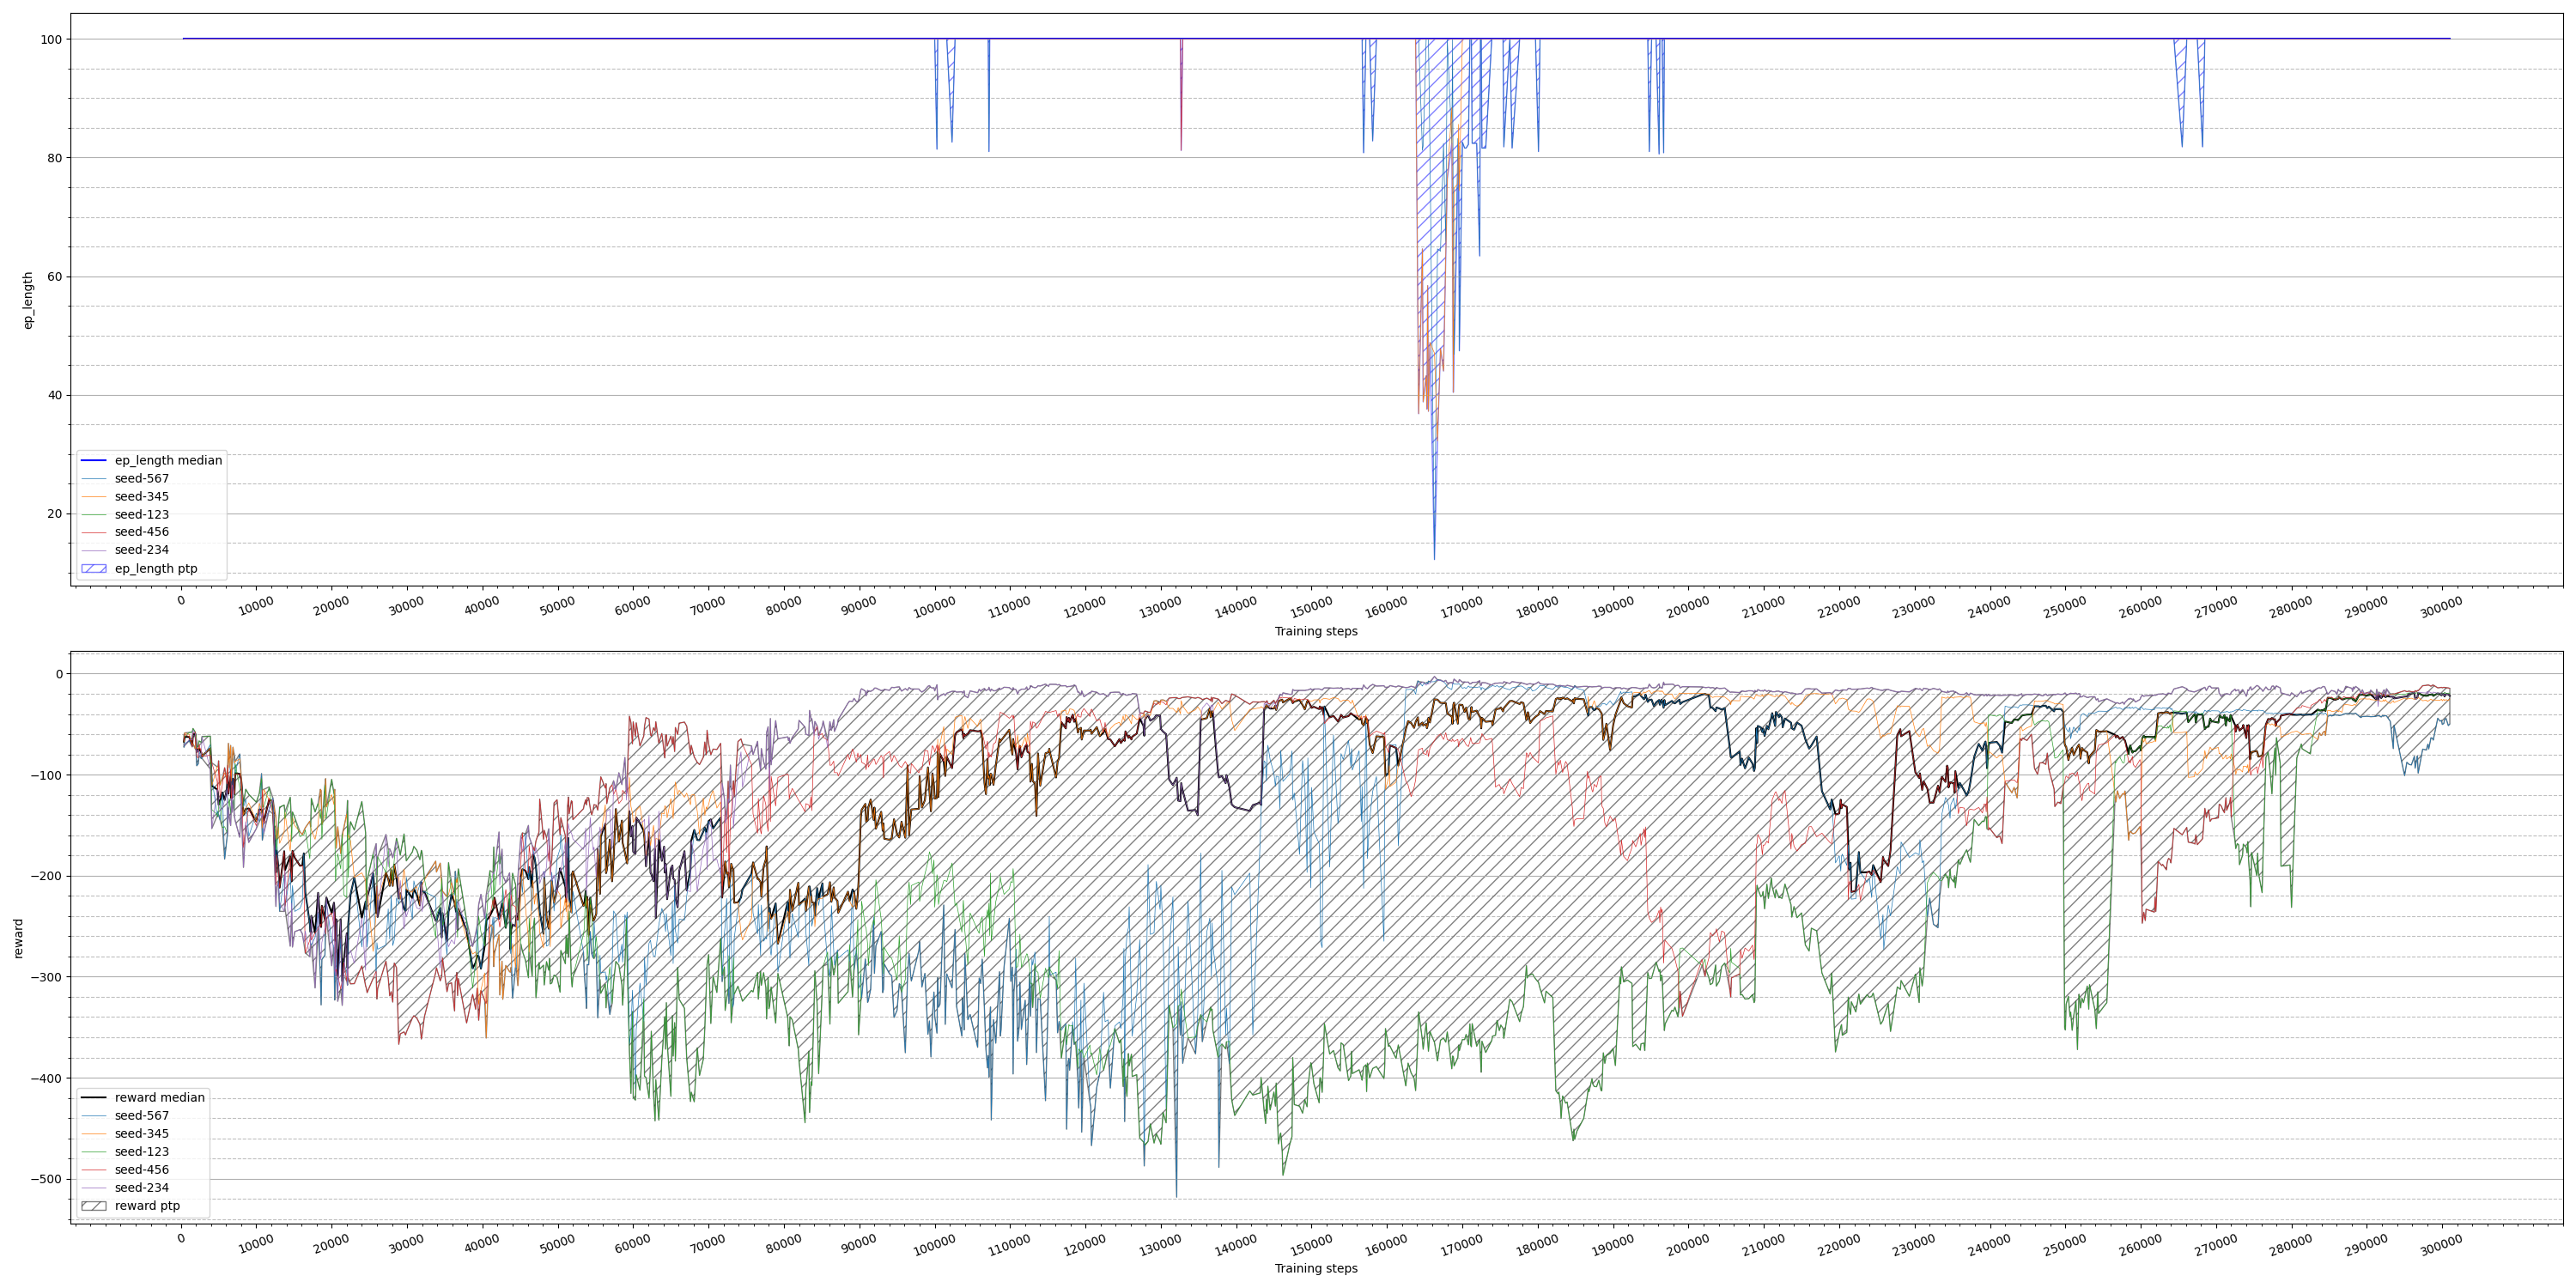 100
80
60
40
20
ep_length
ep_length median
seed-567
seed-345
seed-123
seed-456
seed-234
ep_length ptp
0 10000 20000 30000 40000 50000 60000 70000 80000 90000 100000 110000 120000 130000 140000 150000 160000 170000 180000 190000 200000 210000 220000 230000 240000 250000 260000 270000 280000 290000 300000
Training steps
0
−100
−200
−300
−400
−500
reward
reward median
seed-567
seed-345
seed-123
seed-456
seed-234
reward ptp
0 10000 20000 30000 40000 50000 60000 70000 80000 90000 100000 110000 120000 130000 140000 150000 160000 170000 180000 190000 200000 210000 220000 230000 240000 250000 260000 270000 280000 290000 300000
Training steps